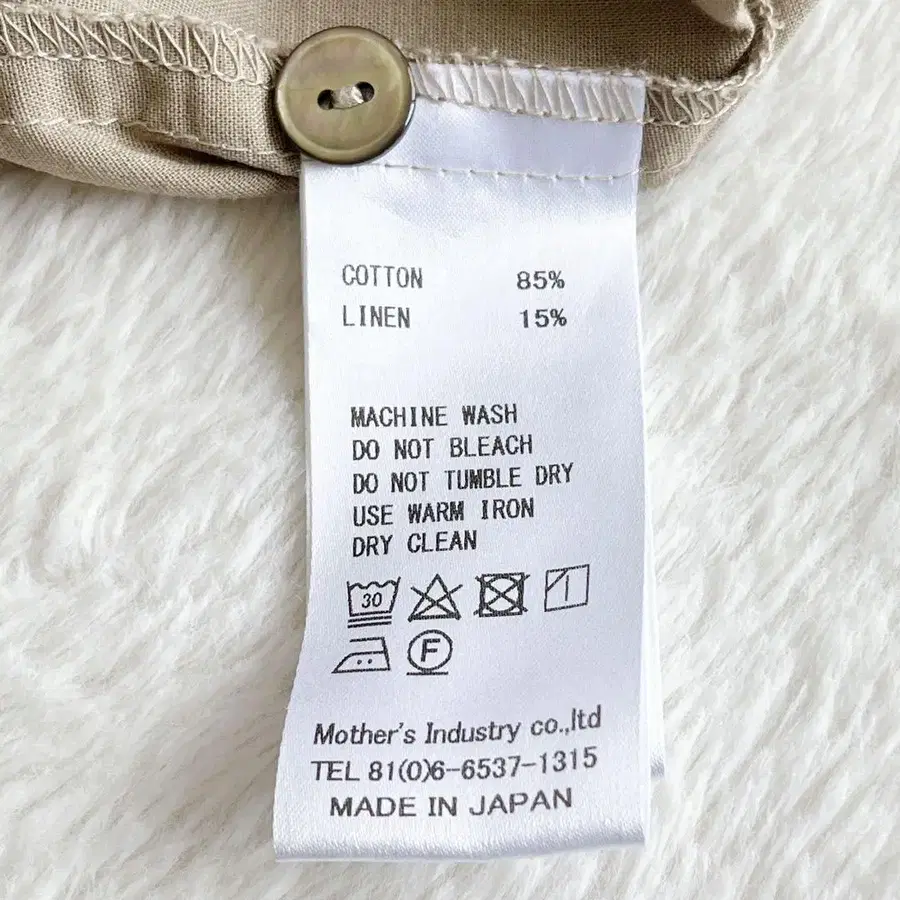 COTTON 85%
LINEN 15%
MACHINE WASH
DO NOT BLEACH
DO NOT TUMBLE DRY
USE WARM IRON
DRY CLEAN
30
F
Mother's Industry co.,ltd
TEL 81(0)6-6537-1315
MADE IN JAPAN